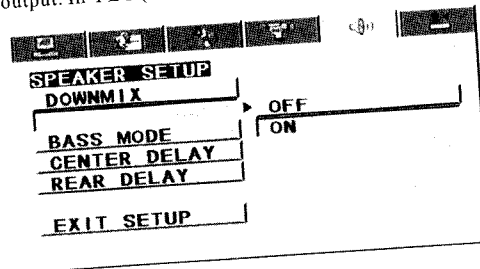 output. In
SPEAKER SETUP
DOWNMIX
OFF
ON
BASS MODE
CENTER DELAY
REAR DELAY
EXIT SETUP